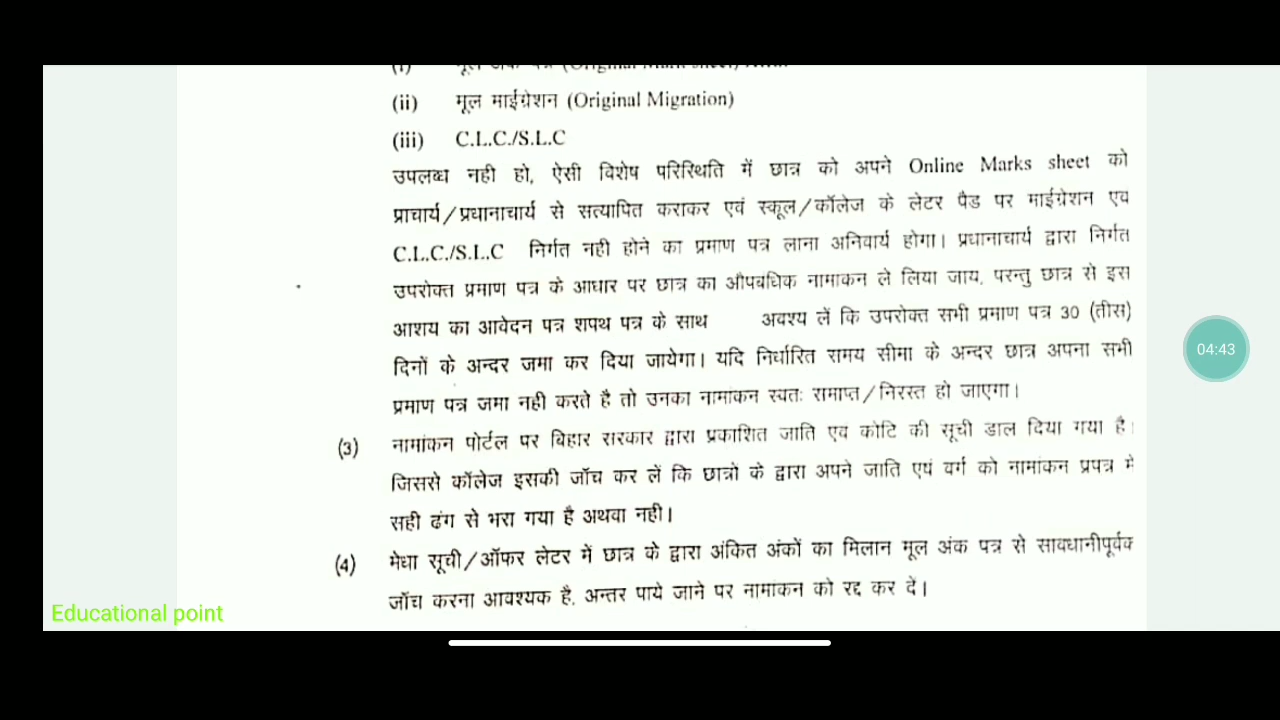 (i) मूल अंक पत्र (Original Mark sheet)
(ii) मूल माईग्रेशन (Original Migration)
(iii) C.L.C./S.L.C
उपलब्ध नही हो, ऐसी विशेष परिस्थिति में छात्र को अपने Online Marks sheet को
प्राचार्य/प्रधानाचार्य से सत्यापित कराकर एवं स्कूल/कॉलेज के लेटर पैड पर माईग्रेशन एव
C.L.C./S.L.C निर्गत नही होने का प्रमाण पत्र लाना अनिवार्य होगा। प्रधानाचार्य द्वारा निर्गत
उपरोक्त प्रमाण पत्र के आधार पर छात्र का औपबधिक नामाकन ले लिया जाय, परन्तु छात्र से इस
आशय का आवेदन पत्र शपथ पत्र के साथ अवश्य लें कि उपरोक्त सभी प्रमाण पत्र 30 (तीस)
दिनों के अन्दर जमा कर दिया जायेगा। यदि निर्धारित समय सीमा के अन्दर छात्र अपना सभी
प्रमाण पत्र जमा नही करते है तो उनका नामांकन स्वतः समाप्त/निरस्त हो जाएगा।
(3) नामांकन पोर्टल पर बिहार सरकार द्वारा प्रकाशित जाति एव कोटि की सूची डाल दिया गया है।
जिससे कॉलेज इसकी जॉच कर लें कि छात्रो के द्वारा अपने जाति एवं वर्ग को नामांकन प्रपत्र मे
सही ढंग से भरा गया है अथवा नही।
(4) मेधा सूची/ऑफर लेटर में छात्र के द्वारा अंकित अंकों का मिलान मूल अंक पत्र से सावधानीपूर्वक
जॉच करना आवश्यक है, अन्तर पाये जाने पर नामांकन को रद्द कर दें।
04:43
Educational point